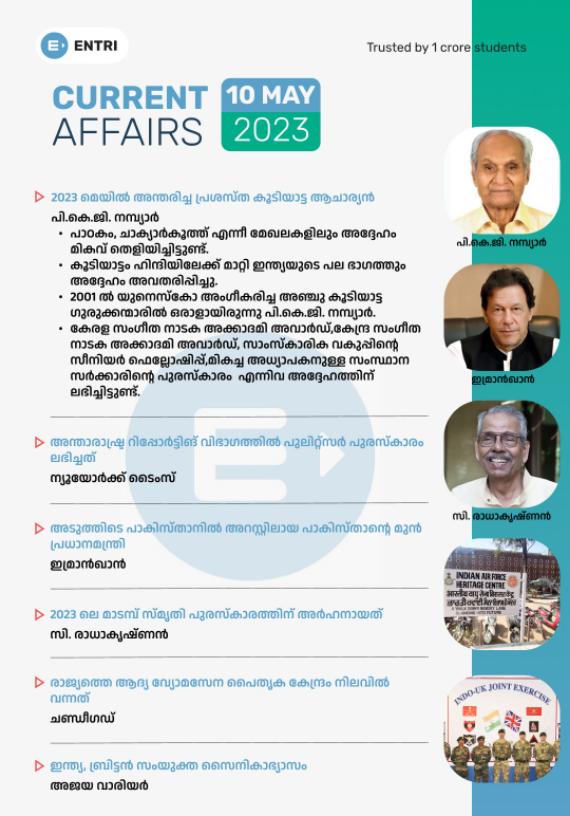 ENTRI
Trusted by 1 crore students
CURRENT
AFFAIRS
10 MAY
2023
2023 മെയിൽ അന്തരിച്ച പ്രശസ്ത കൂടിയാട്ട ആചാര്യൻ
പി.കെ.ജി. നമ്പ്യാർ
• പാഠകം, ചാക്യാർകൂത്ത് എന്നീ മേഖലകളിലും അദ്ദേഹം
മികവ് തെളിയിച്ചിട്ടുണ്ട്.
• കൂടിയാട്ടം ഹിന്ദിയിലേക്ക് മാറ്റി ഇന്ത്യയുടെ പല ഭാഗത്തും
അദ്ദേഹം അവതരിപ്പിച്ചു.
• 2001 ൽ യുനെസ്കോ അംഗീകരിച്ച അഞ്ചു കൂടിയാട്ട
ഗുരുക്കന്മാരിൽ ഒരാളായിരുന്നു പി.കെ.ജി. നമ്പ്യാർ.
• കേരള സംഗീത നാടക അക്കാദമി അവാർഡ്,കേന്ദ്ര സംഗീത
നാടക അക്കാദമി അവാർഡ്, സാംസ്കാരിക വകുപ്പിന്റെ
സീനിയർ ഫെല്ലോഷിപ്പ്,മികച്ച അധ്യാപകനുള്ള സംസ്ഥാന
സർക്കാരിന്റെ പുരസ്കാരം എന്നിവ അദ്ദേഹത്തിന്
ലഭിച്ചിട്ടുണ്ട്.
അന്താരാഷ്ട്ര റിപ്പോർട്ടിങ് വിഭാഗത്തിൽ പുലിറ്റ്സർ പുരസ്കാരം
ലഭിച്ചത്
ന്യൂയോർക്ക് ടൈംസ്
അടുത്തിടെ പാകിസ്താനിൽ അറസ്റ്റിലായ പാകിസ്താന്റെ മുൻ
പ്രധാനമന്ത്രി
ഇമ്രാൻഖാൻ
2023 ലെ മാടമ്പ് സ്മൃതി പുരസ്കാരത്തിന് അർഹനായത്
സി. രാധാകൃഷ്ണൻ
രാജ്യത്തെ ആദ്യ വ്യോമസേന പൈതൃക കേന്ദ്രം നിലവിൽ
വന്നത്
ചണ്ഡീഗഡ്
ഇന്ത്യ, ബ്രിട്ടൻ സംയുക്ത സൈനികാഭ്യാസം
അജയ വാരിയർ
പി.കെ.ജി. നമ്പ്യാർ
ഇമ്രാൻഖാൻ
സി. രാധാകൃഷ്ണൻ
INDIAN AIR FORCE
HERITAGE CENTRE
INDO-UK JOINT EXERCISE